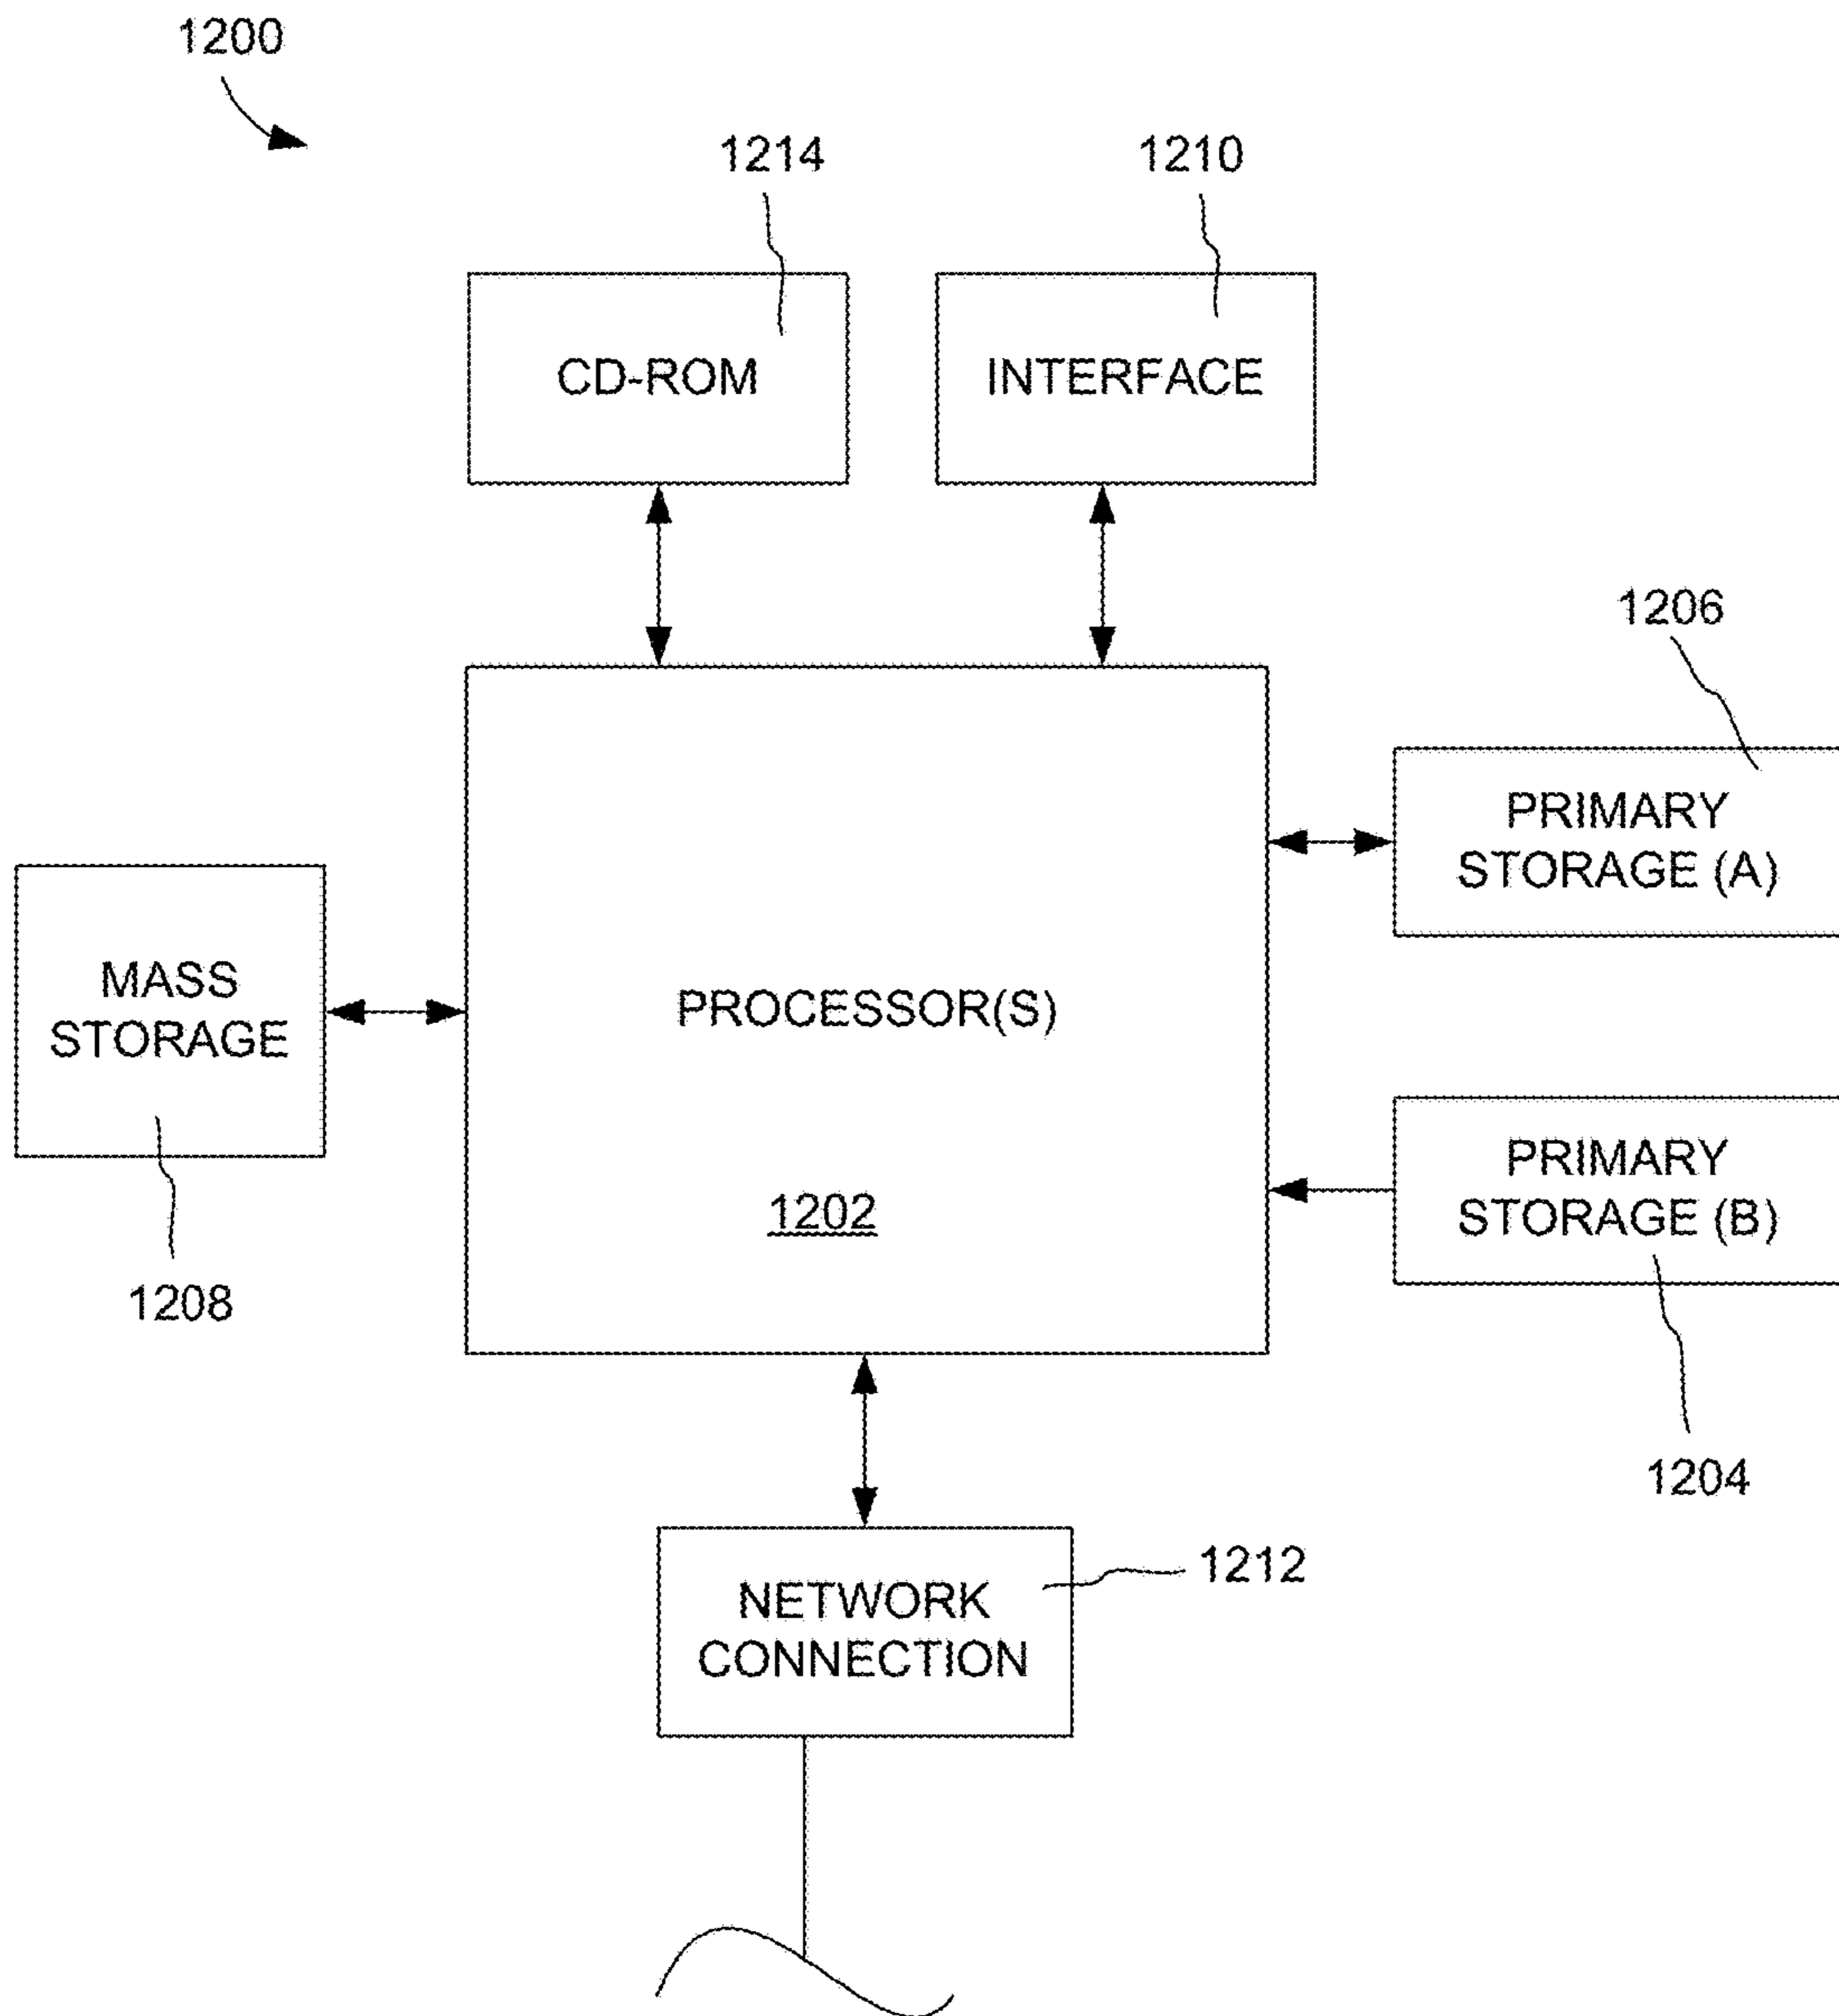 1200
1214
1210
CD-ROM
INTERFACE
1206
PRIMARY
STORAGE (A)
MASS
STORAGE
PROCESSOR(S)
PRIMARY
STORAGE (B)
1202
1208
1204
1212
NETWORK
CONNECTION